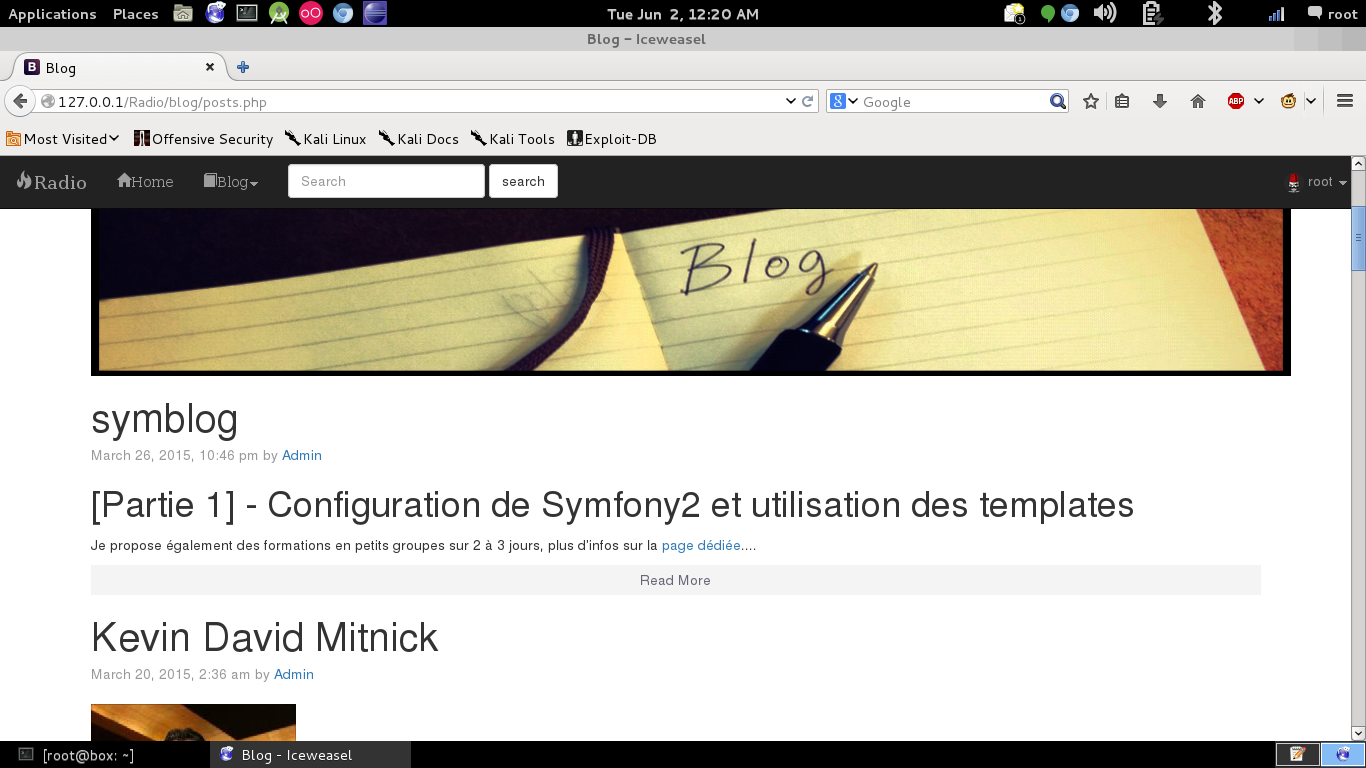 Applications Places Tue Jun 2, 12:20 AM root
Blog - Iceweasel
Blog
127.0.0.1/Radio/blog/posts.php Google ABP
Most Visited Offensive Security Kali Linux Kali Docs Kali Tools Exploit-DB
Radio Home Blog Search search root
Blog
symblog
March 26, 2015, 10:46 pm by Admin
[Partie 1] - Configuration de Symfony2 et utilisation des templates
Je propose également des formations en petits groupes sur 2 à 3 jours, plus d'infos sur la page dédiée....
Read More
Kevin David Mitnick
March 20, 2015, 2:36 am by Admin
[root@box: ~] Blog - Iceweasel